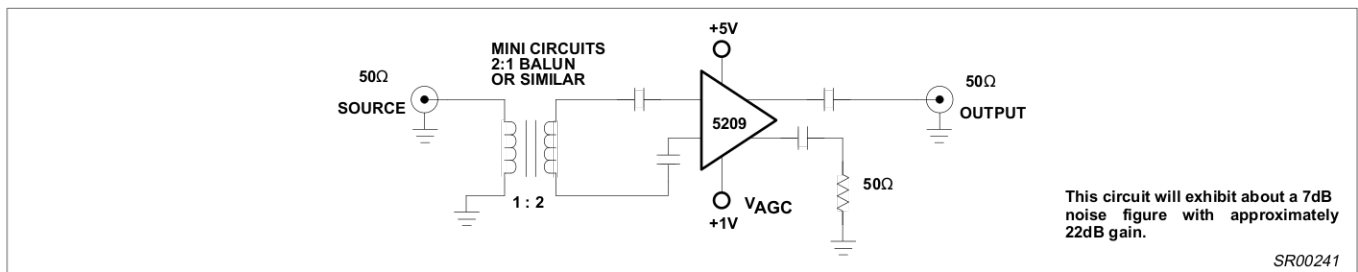 +5V
MINI CIRCUITS
2:1 BALUN
OR SIMILAR
50Ω
SOURCE
5209
50Ω
OUTPUT
1 : 2
VAGC
+1V
50Ω
This circuit will exhibit about a 7dB
noise figure with approximately
22dB gain.
SR00241